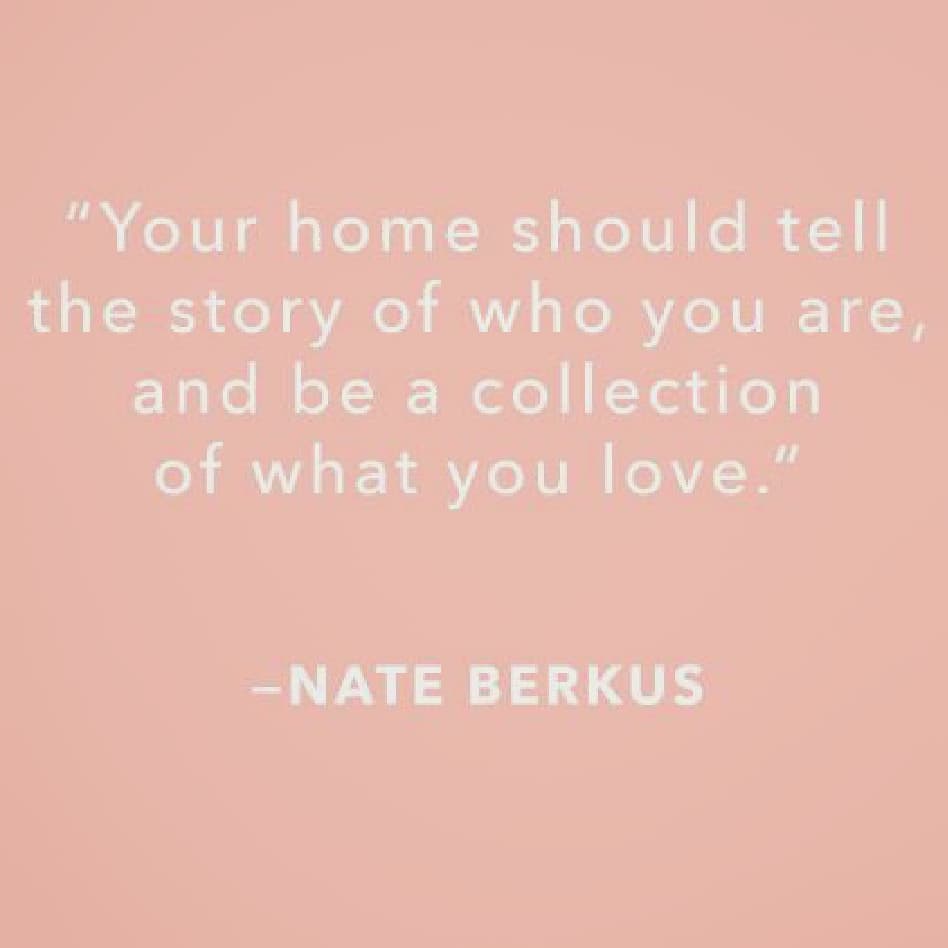 “Your home should tell
the story of who you are,
and be a collection
of what you love.“
–NATE BERKUS